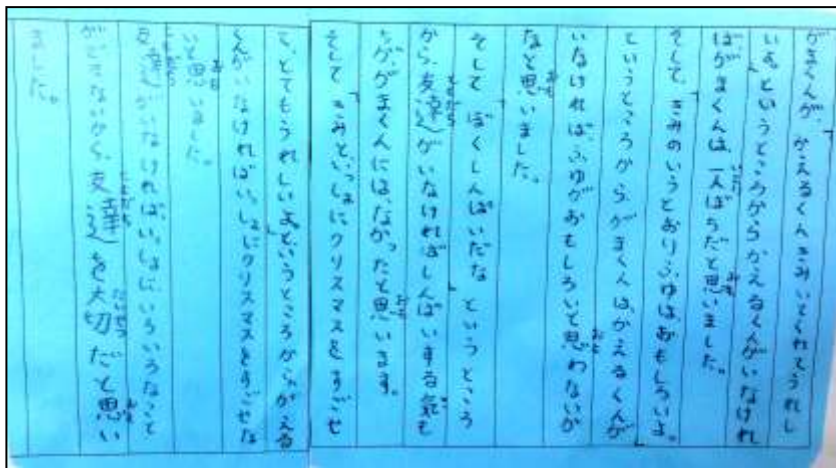 がまくんが、「かえるくんきみいてくれてうれし
いよ。」というところからかえるくんがいなけれ
ば、がまくんは、一人ぼっちだと思いました。
そして、「きみのいうとおりふゆは、おもしろいよ。」
というところから、がまくんは、かえるくんが
いなければ、ふゆがおもしろいと思わないか
なと思いました。
そして「ぼくしんぱいだな」というところ
から、友達がいなければしんぱいする気も
ちが、がまくんには、なかったと思います。
そして「きみといっしょにクリスマスをすごせ
て、とてもうれしいよ。」というところから、かえる
くんがいなければいっしょにクリスマスをすごせな
いと思いました。
友達がいなければ、いっしょに、いろいろなこと
ができないから、友達を大切だと思い
ました。